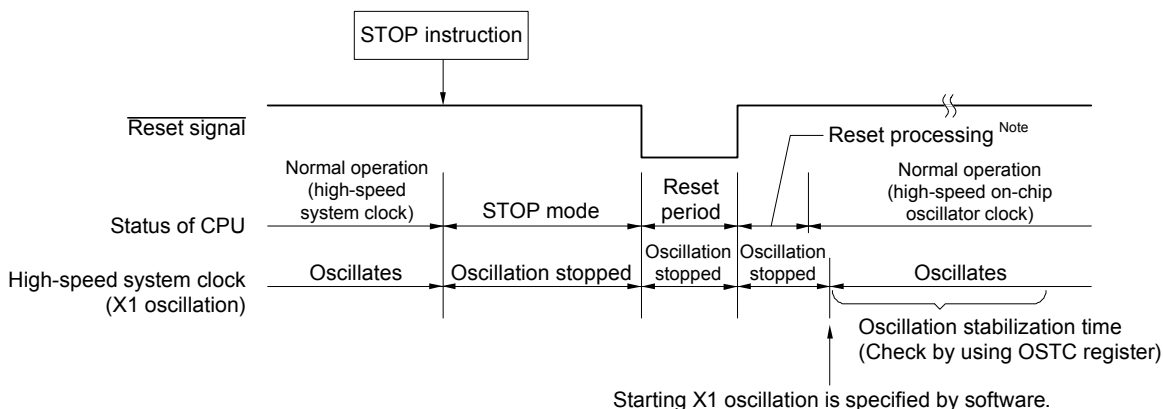 STOP instruction
Reset signal
Reset processing Note
Normal operation
(high-speed
system clock)
STOP mode
Reset
period
Normal operation
(high-speed on-chip
oscillator clock)
Status of CPU
High-speed system clock
(X1 oscillation)
Oscillates
Oscillation stopped
Oscillation
stopped
Oscillation
stopped
Oscillates
Oscillation stabilization time
(Check by using OSTC register)
Starting X1 oscillation is specified by software.